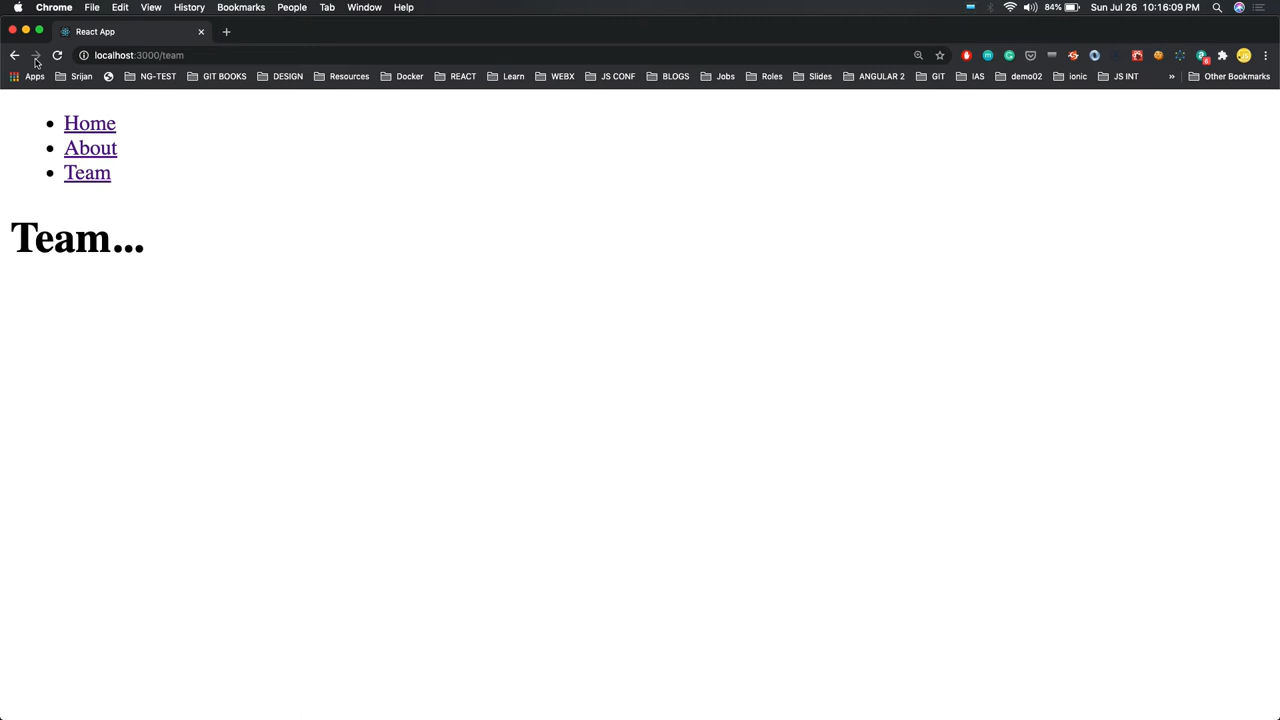 Chrome File Edit View History Bookmarks People Tab Window Help 84% Sun Jul 26 10:16:09 PM
React App
localhost:3000/team
Apps Srijan NG-TEST GIT BOOKS DESIGN Resources Docker REACT Learn WEBX JS CONF BLOGS Jobs Roles Slides ANGULAR 2 GIT IAS demo02 ionic JS INT » Other Bookmarks
Home
About
Team
Team...